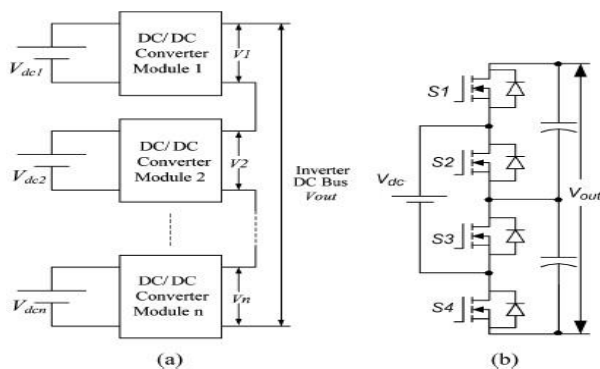 DC/ DC
Converter
Module 1
Vdc1
V1
DC/ DC
Converter
Module 2
Vdc2
V2
Inverter
DC Bus
Vout
DC/ DC
Converter
Module n
Vdcn
Vn
(a)
S1
S2
Vdc
Vout
S3
S4
(b)